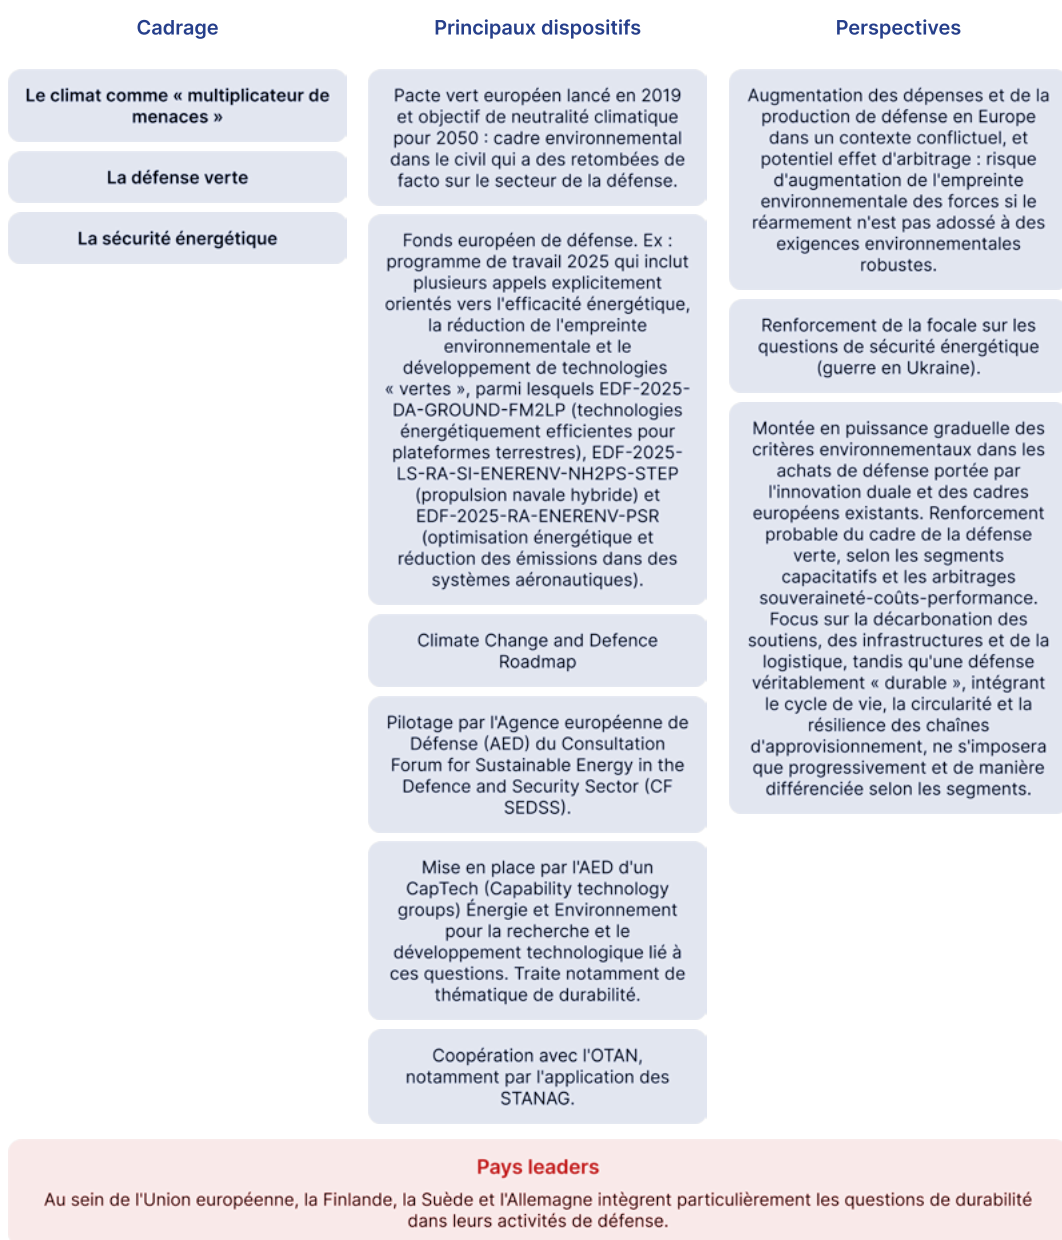 Cadrage
Le climat comme « multiplicateur de
menaces »
La défense verte
La sécurité énergétique
Principaux dispositifs
Pacte vert européen lancé en 2019
et objectif de neutralité climatique
pour 2050 : cadre environnemental
dans le civil qui a des retombées de
facto sur le secteur de la défense.
Fonds européen de défense. Ex :
programme de travail 2025 qui inclut
plusieurs appels explicitement
orientés vers l'efficacité énergétique,
la réduction de l'empreinte
environnementale et le
développement de technologies
« vertes », parmi lesquels EDF-2025-
DA-GROUND-FM2LP (technologies
énergétiquement efficientes pour
plateformes terrestres), EDF-2025-
LS-RA-SI-ENERENV-NH2PS-STEP
(propulsion navale hybride) et
EDF-2025-RA-ENERENV-PSR
(optimisation énergétique et
réduction des émissions dans des
systèmes aéronautiques).
Climate Change and Defence
Roadmap
Pilotage par l'Agence européenne de
Défense (AED) du Consultation
Forum for Sustainable Energy in the
Defence and Security Sector (CF
SEDSS).
Mise en place par l'AED d'un
CapTech (Capability technology
groups) Énergie et Environnement
pour la recherche et le
développement technologique lié à
ces questions. Traite notamment de
thématique de durabilité.
Coopération avec l'OTAN,
notamment par l'application des
STANAG.
Perspectives
Augmentation des dépenses et de la
production de défense en Europe
dans un contexte conflictuel, et
potentiel effet d'arbitrage : risque
d'augmentation de l'empreinte
environnementale des forces si le
réarmement n'est pas adossé à des
exigences environnementales
robustes.
Renforcement de la focale sur les
questions de sécurité énergétique
(guerre en Ukraine).
Montée en puissance graduelle des
critères environnementaux dans les
achats de défense portée par
l'innovation duale et des cadres
européens existants. Renforcement
probable du cadre de la défense
verte, selon les segments
capacitatifs et les arbitrages
souveraineté-coûts-performance.
Focus sur la décarbonation des
soutiens, des infrastructures et de la
logistique, tandis qu'une défense
véritablement « durable », intégrant
le cycle de vie, la circularité et la
résilience des chaînes
d'approvisionnement, ne s'imposera
que progressivement et de manière
différenciée selon les segments.
Pays leaders
Au sein de l'Union européenne, la Finlande, la Suède et l'Allemagne intègrent particulièrement les questions de durabilité
dans leurs activités de défense.